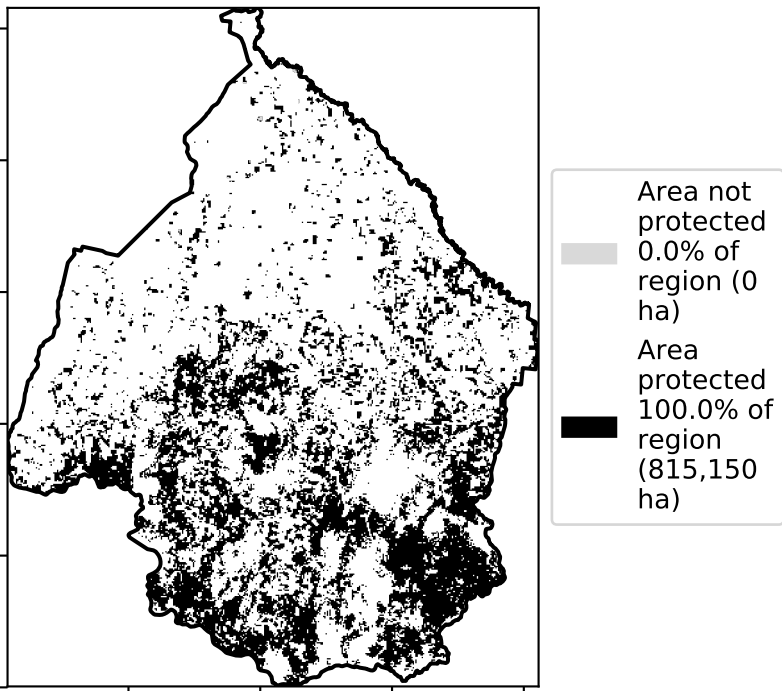 Area not
protected
0.0% of
region (0
ha)
Area
protected
100.0% of
region
(815,150
ha)